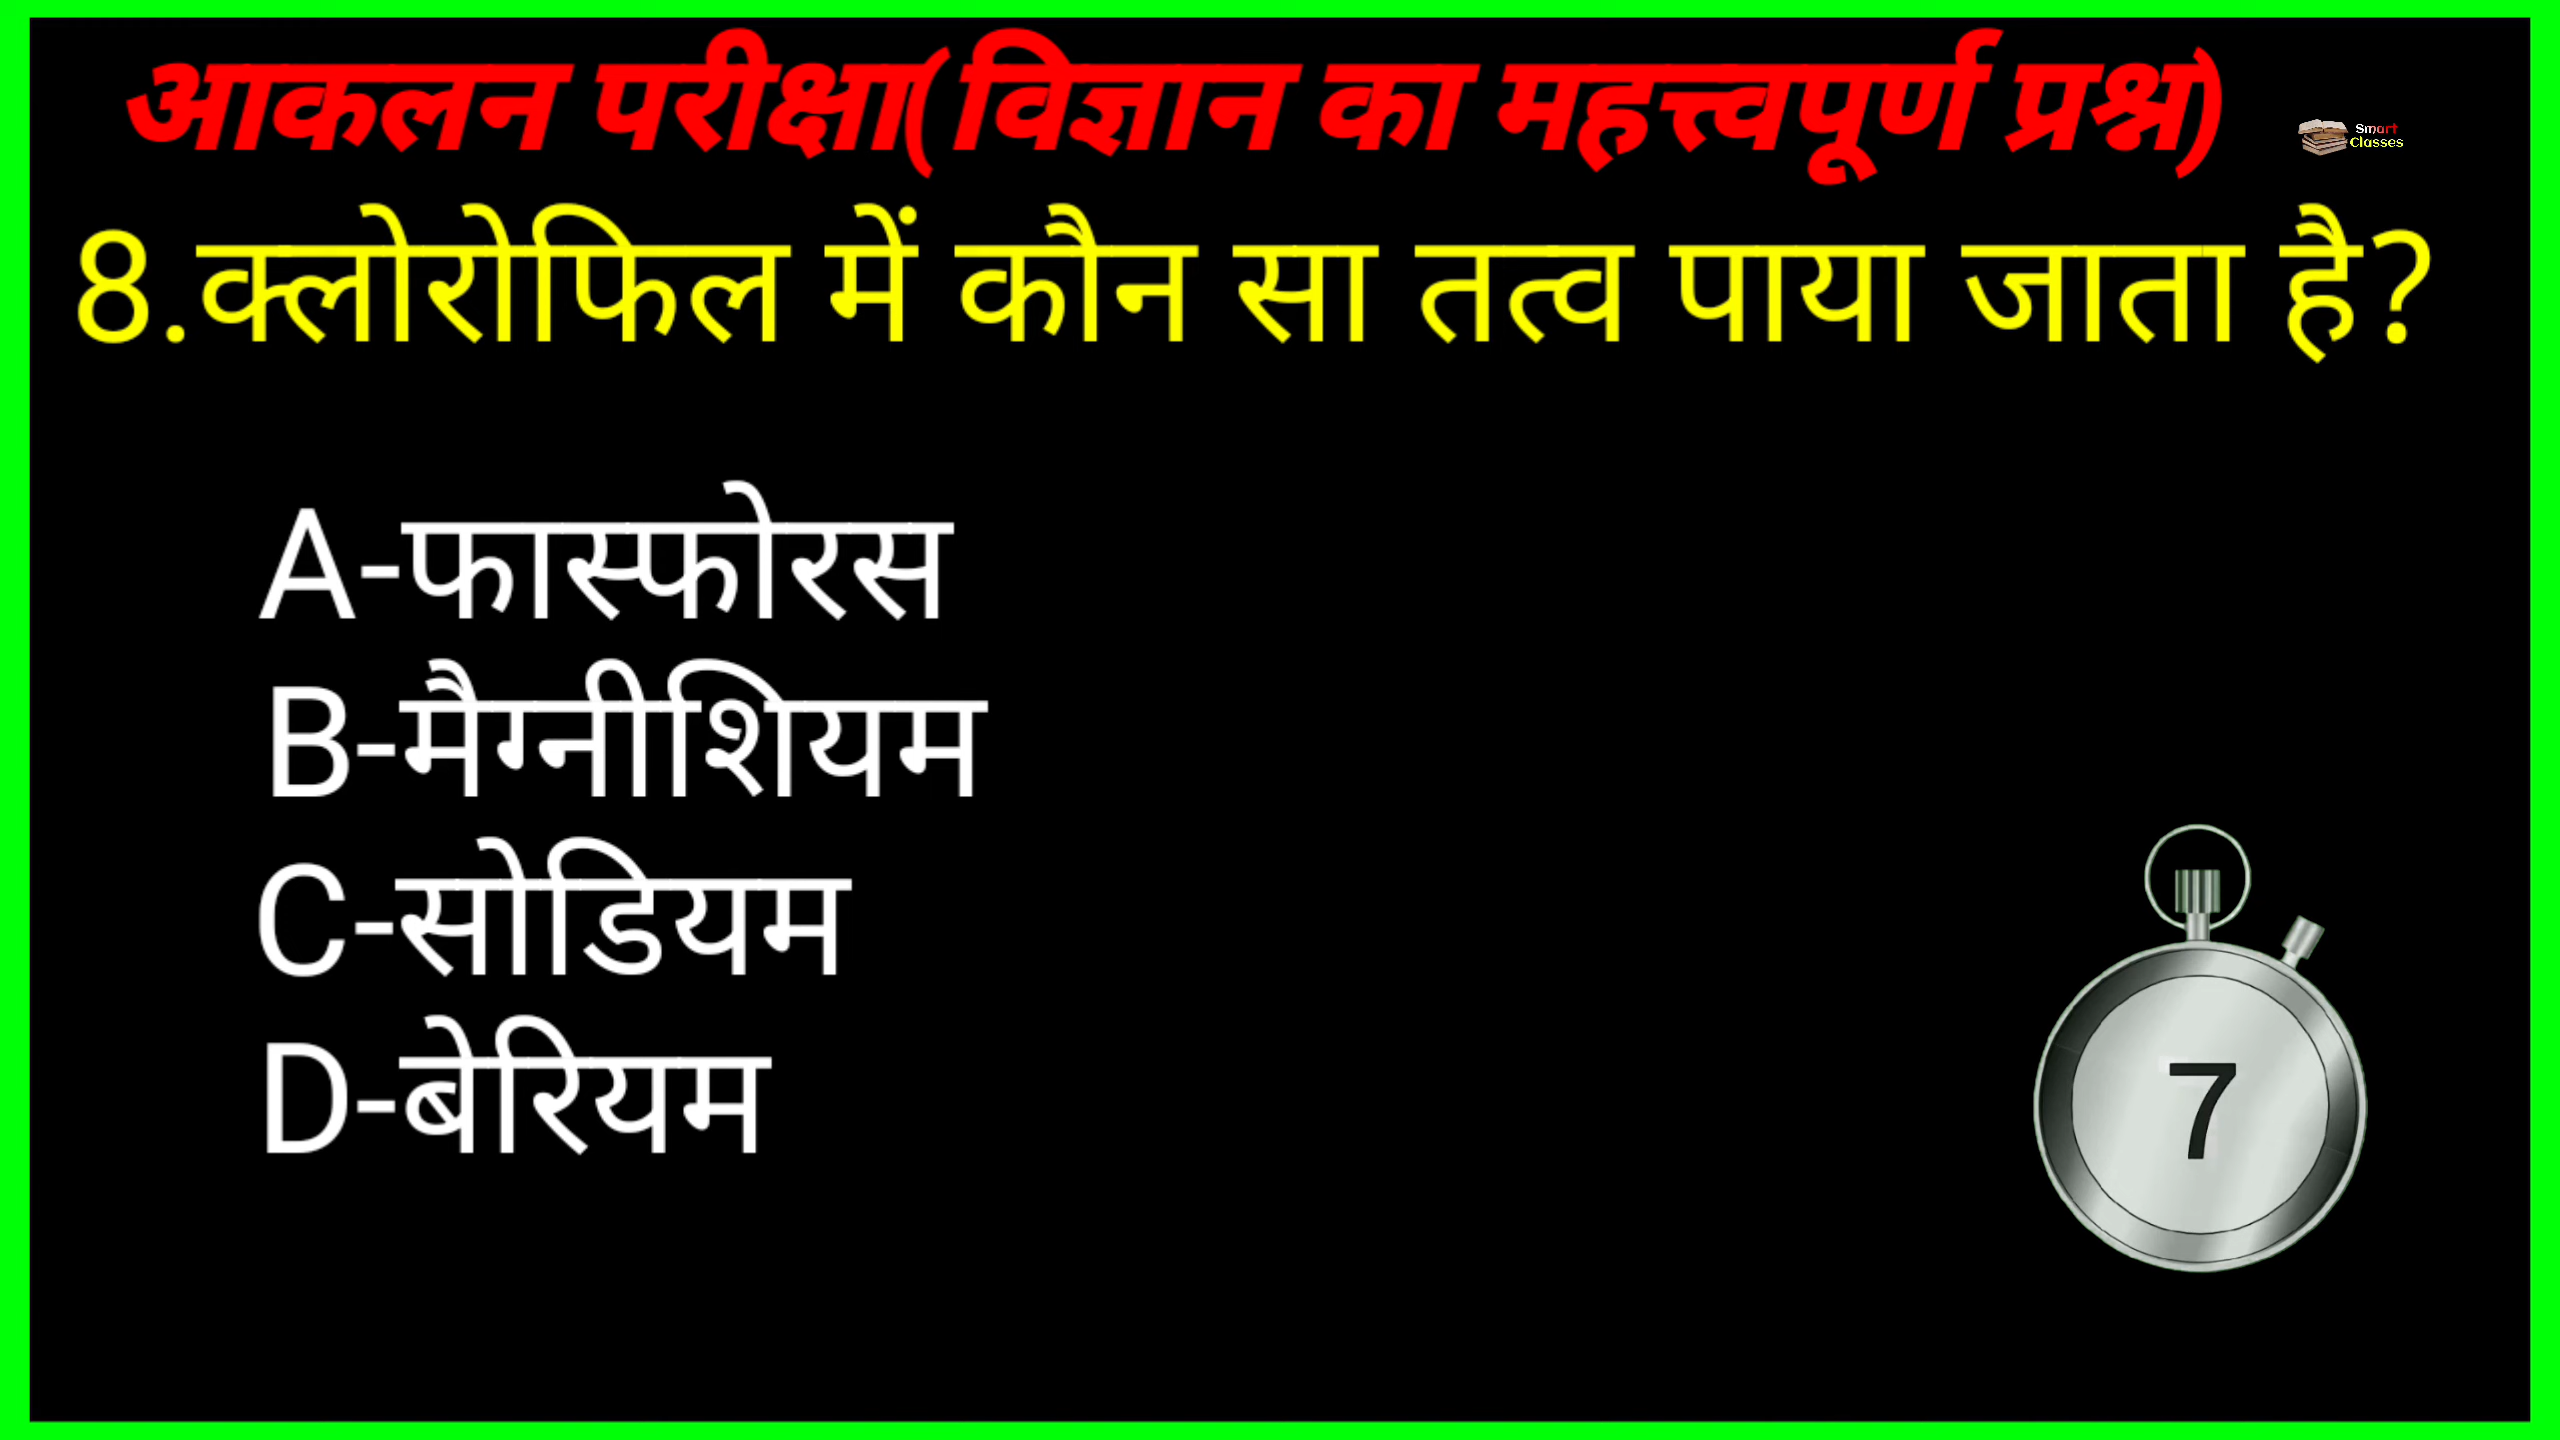 आकलन परीक्षा(विज्ञान का महत्त्वपूर्ण प्रश्न)
Smart
Classes
8.क्लोरोफिल में कौन सा तत्व पाया जाता है?
A-फास्फोरस
B-मैग्नीशियम
C-सोडियम
D-बेरियम
7